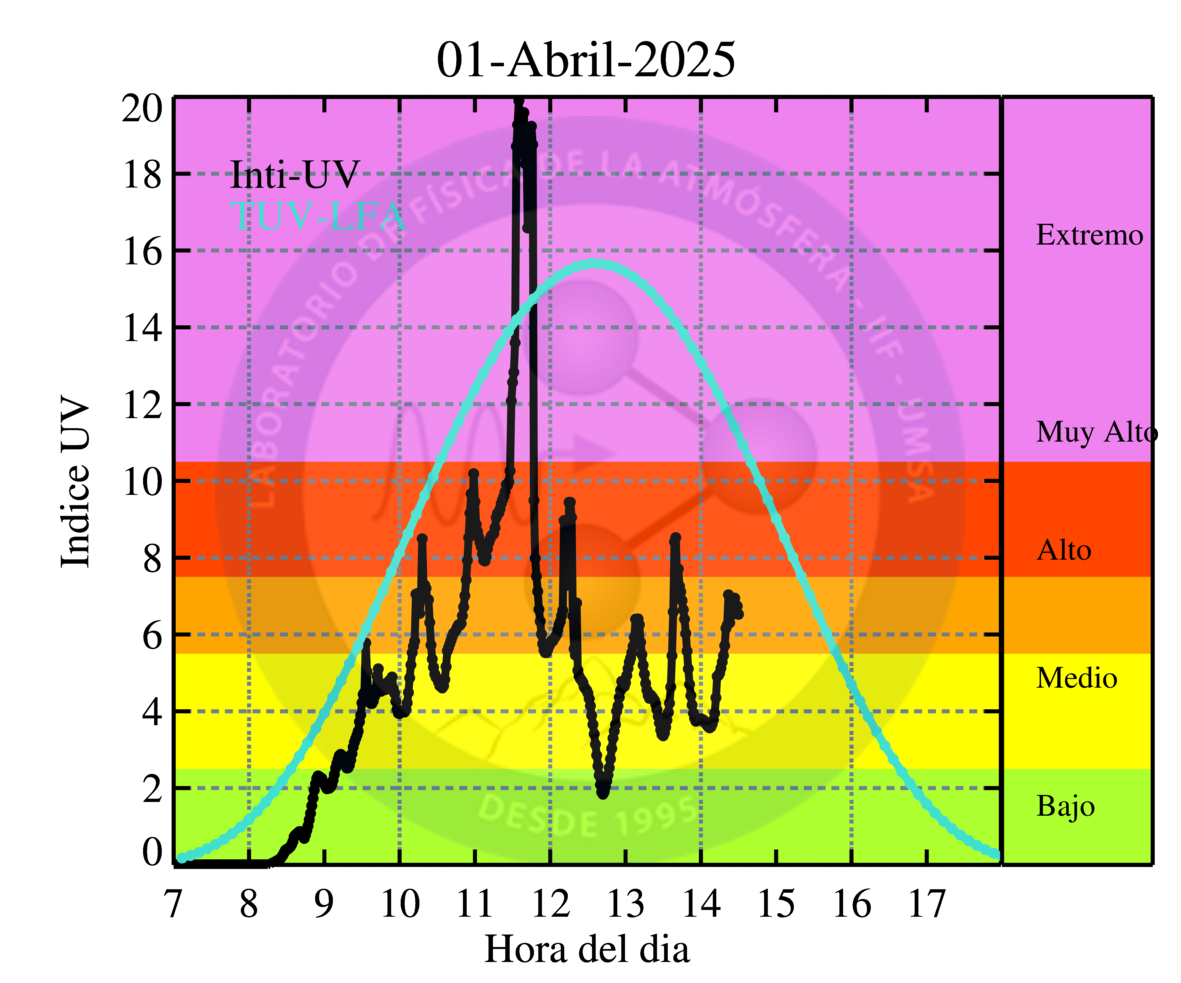 01-Abril-2025
Inti-UV
TUV-LFA
LABORATORIO DE FÍSICA DE LA ATMÓSFERA - IIF - UMSA
DESDE 1995
Indice UV
20
18
16
14
12
10
8
6
4
2
0
7 8 9 10 11 12 13 14 15 16 17
Hora del dia
Extremo
Muy Alto
Alto
Medio
Bajo